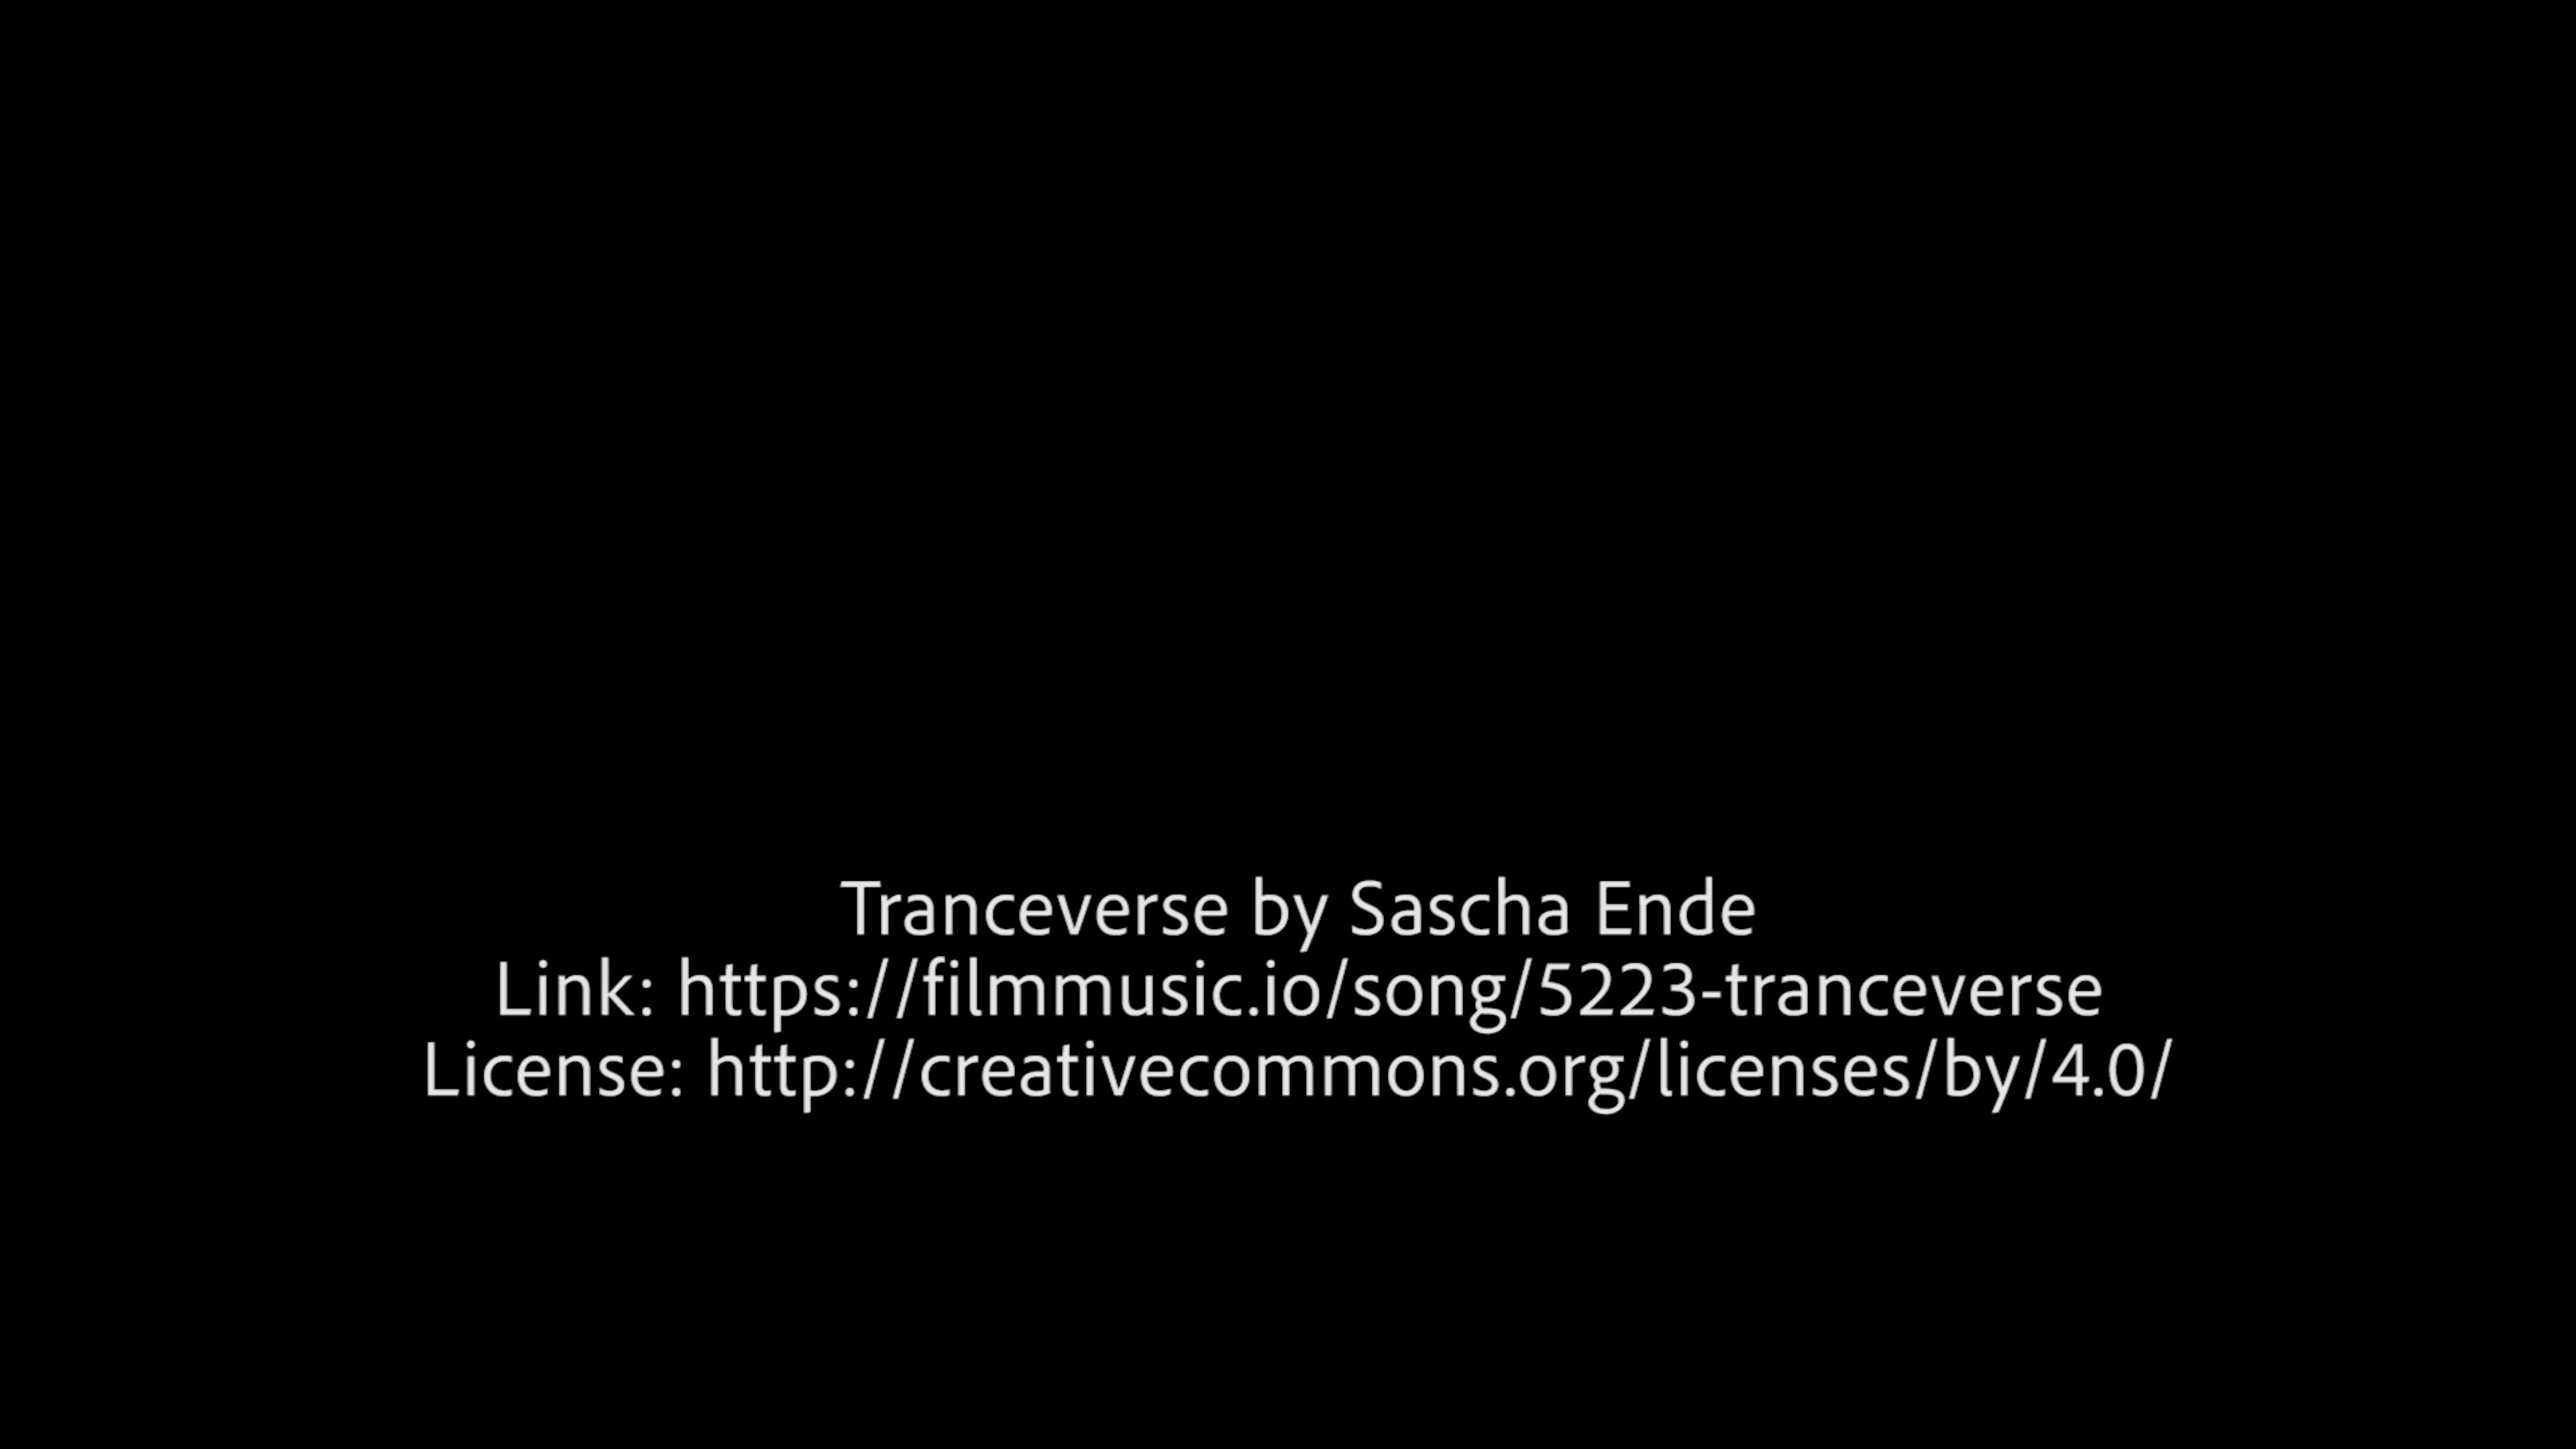 Tranceverse by Sascha Ende
Link: https://filmmusic.io/song/5223-tranceverse
License: http://creativecommons.org/licenses/by/4.0/